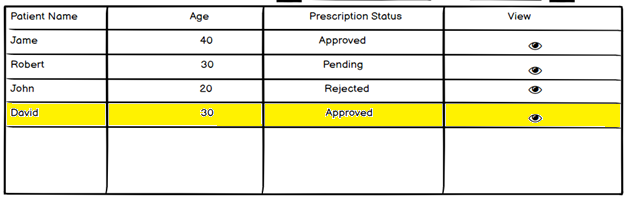 Patient Name Age Prescription Status View
Jame 40 Approved
Robert 30 Pending
John 20 Rejected
David 30 Approved